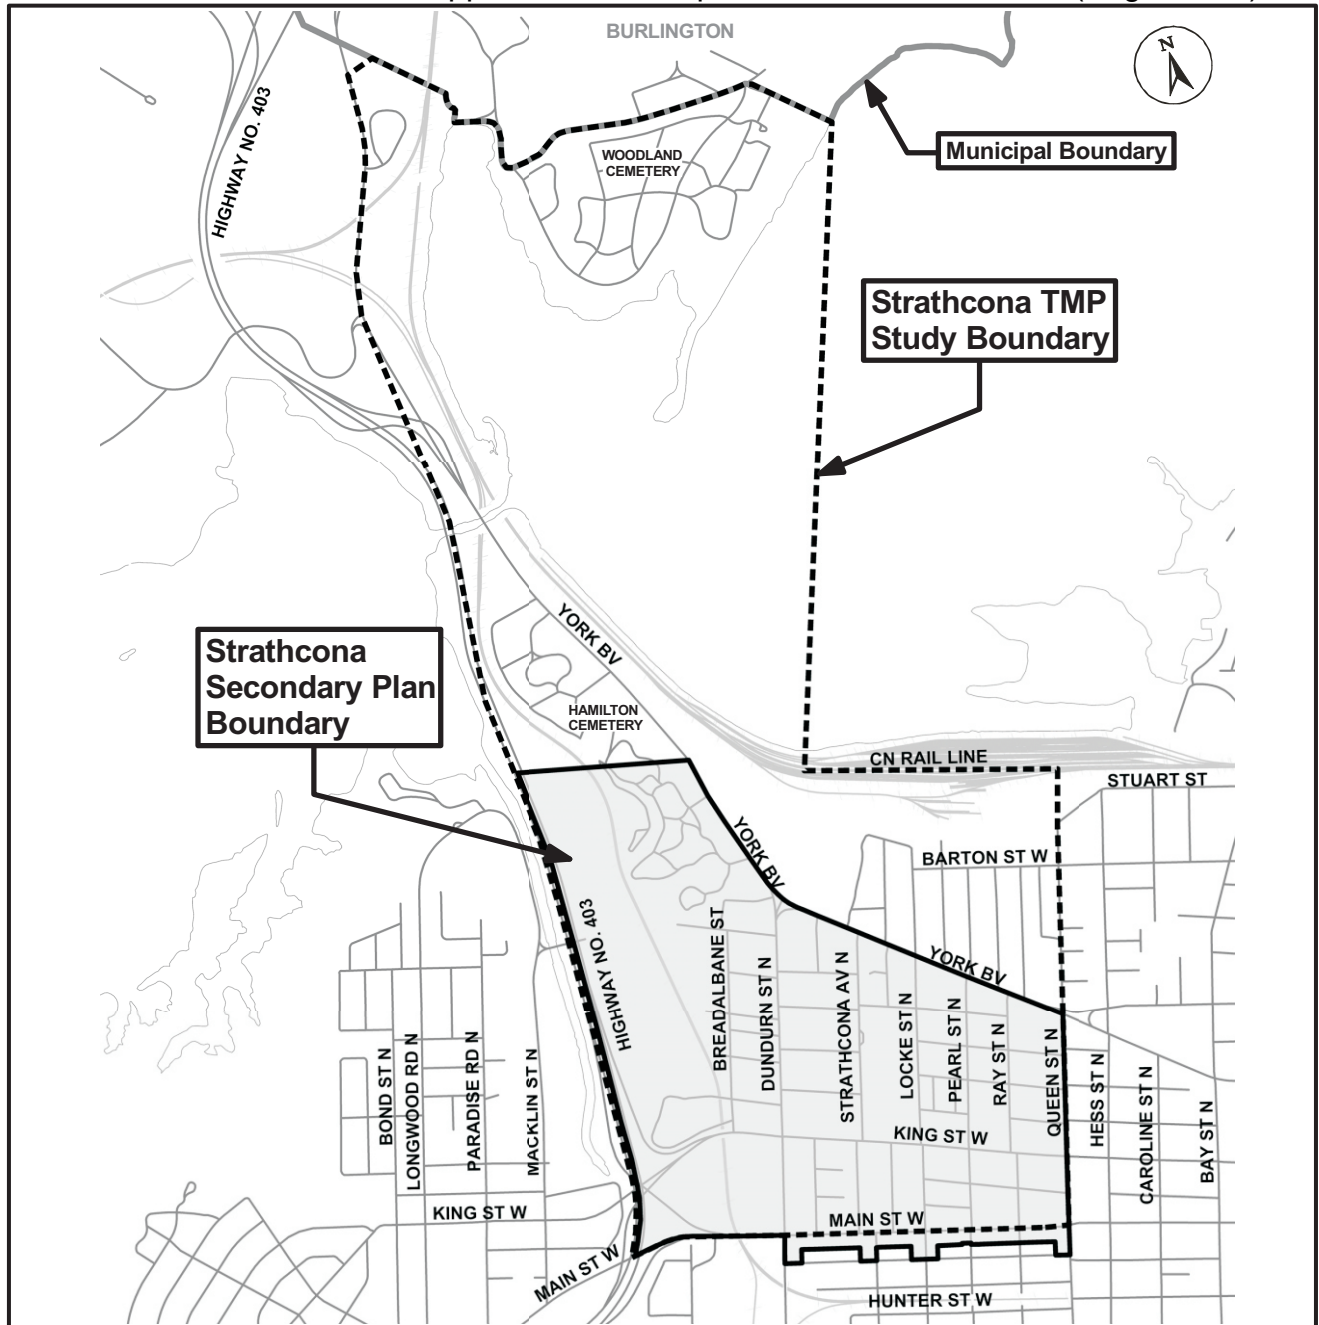 BURLINGTON
N
HIGHWAY NO. 403
Municipal Boundary
WOODLAND
CEMETERY
Strathcona TMP
Study Boundary
YORK BV
Strathcona
Secondary Plan
Boundary
HAMILTON
CEMETERY
CN RAIL LINE
STUART ST
YORK BV
BARTON ST W
HIGHWAY NO. 403
BREADALBANE ST
DUNDURN ST N
STRATHCONA AV N
YORK BV
LOCKE ST N
PEARL ST N
RAY ST N
QUEEN ST N
HESS ST N
CAROLINE ST N
BAY ST N
BOND ST N
LONGWOOD RD N
PARADISE RD N
MACKLIN ST N
KING ST W
KING ST W
MAIN ST W
MAIN ST W
HUNTER ST W